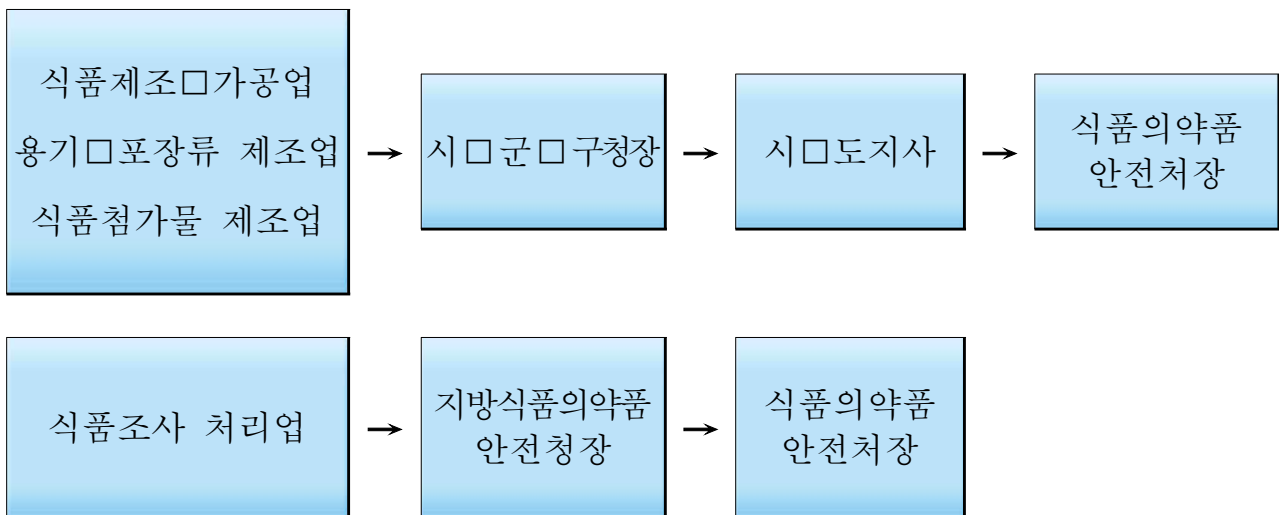 식품제조□가공업
용기□포장류 제조업
식품첨가물 제조업
→
시□군□구청장
→
시□도지사
→
식품의약품
안전처장
식품조사 처리업
→
지방식품의약품
안전청장
→
식품의약품
안전처장